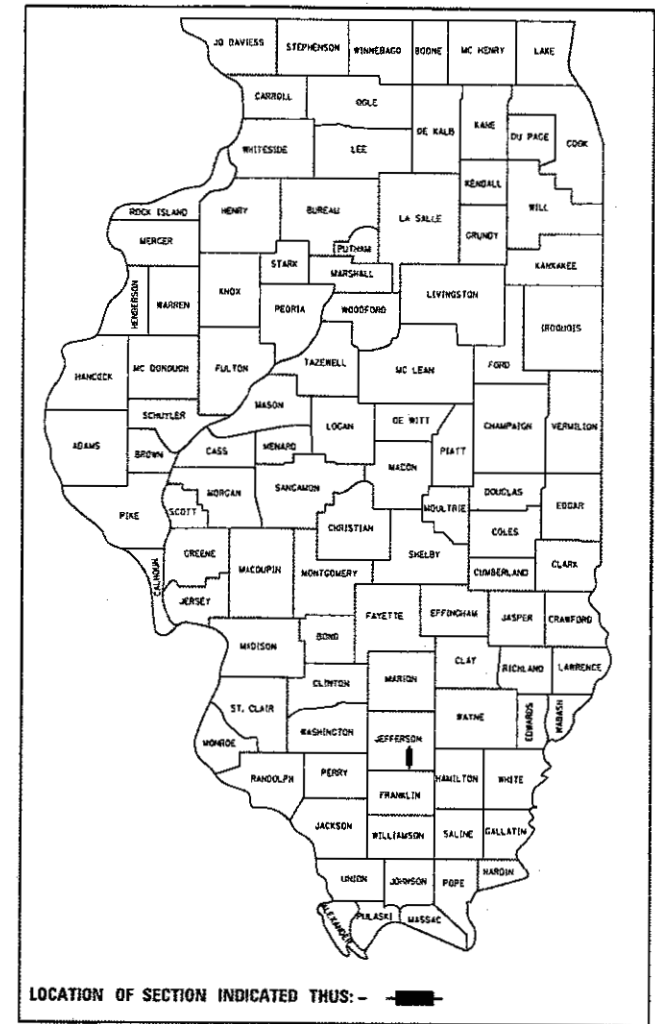 JO DAVIESS STEPHENSON WINNEBAGO BOONE MC HENRY LAKE
CARROLL OGLE
DE KALB KANE DU PAGE COOK
WHITESIDE LEE
KENDALL
WILL
ROCK ISLAND HENRY BUREAU LA SALLE
GRUNDY
MERCER PUTNAM
STARK MARSHALL KANKAKEE
HENDERSON WARREN KNOX PEORIA WOODFORD LIVINGSTON IROQUOIS
HANCOCK MC DONOUGH FULTON TAZEWELL MC LEAN FORD
MASON
SCHUYLER LOGAN DE WITT CHAMPAIGN VERMILION
ADAMS BROWN CASS MENARD PIATT
MACON
SANGAMON DOUGLAS
PIKE SCOTT MORGAN MOULTRIE EDGAR
CHRISTIAN COLES
GREENE SHELBY
CALHOUN MACOUPIN MONTGOMERY CUMBERLAND CLARK
JERSEY
FAYETTE EFFINGHAM JASPER CRAWFORD
MADISON BOND
CLAY RICHLAND LAWRENCE
CLINTON MARION
ST. CLAIR WAYNE EDWARDS WABASH
MONROE WASHINGTON JEFFERSON
RANDOLPH PERRY HAMILTON WHITE
FRANKLIN
JACKSON WILLIAMSON SALINE GALLATIN
UNION JOHNSON POPE HARDIN
ALEXANDER PULASKI MASSAC
LOCATION OF SECTION INDICATED THUS: -